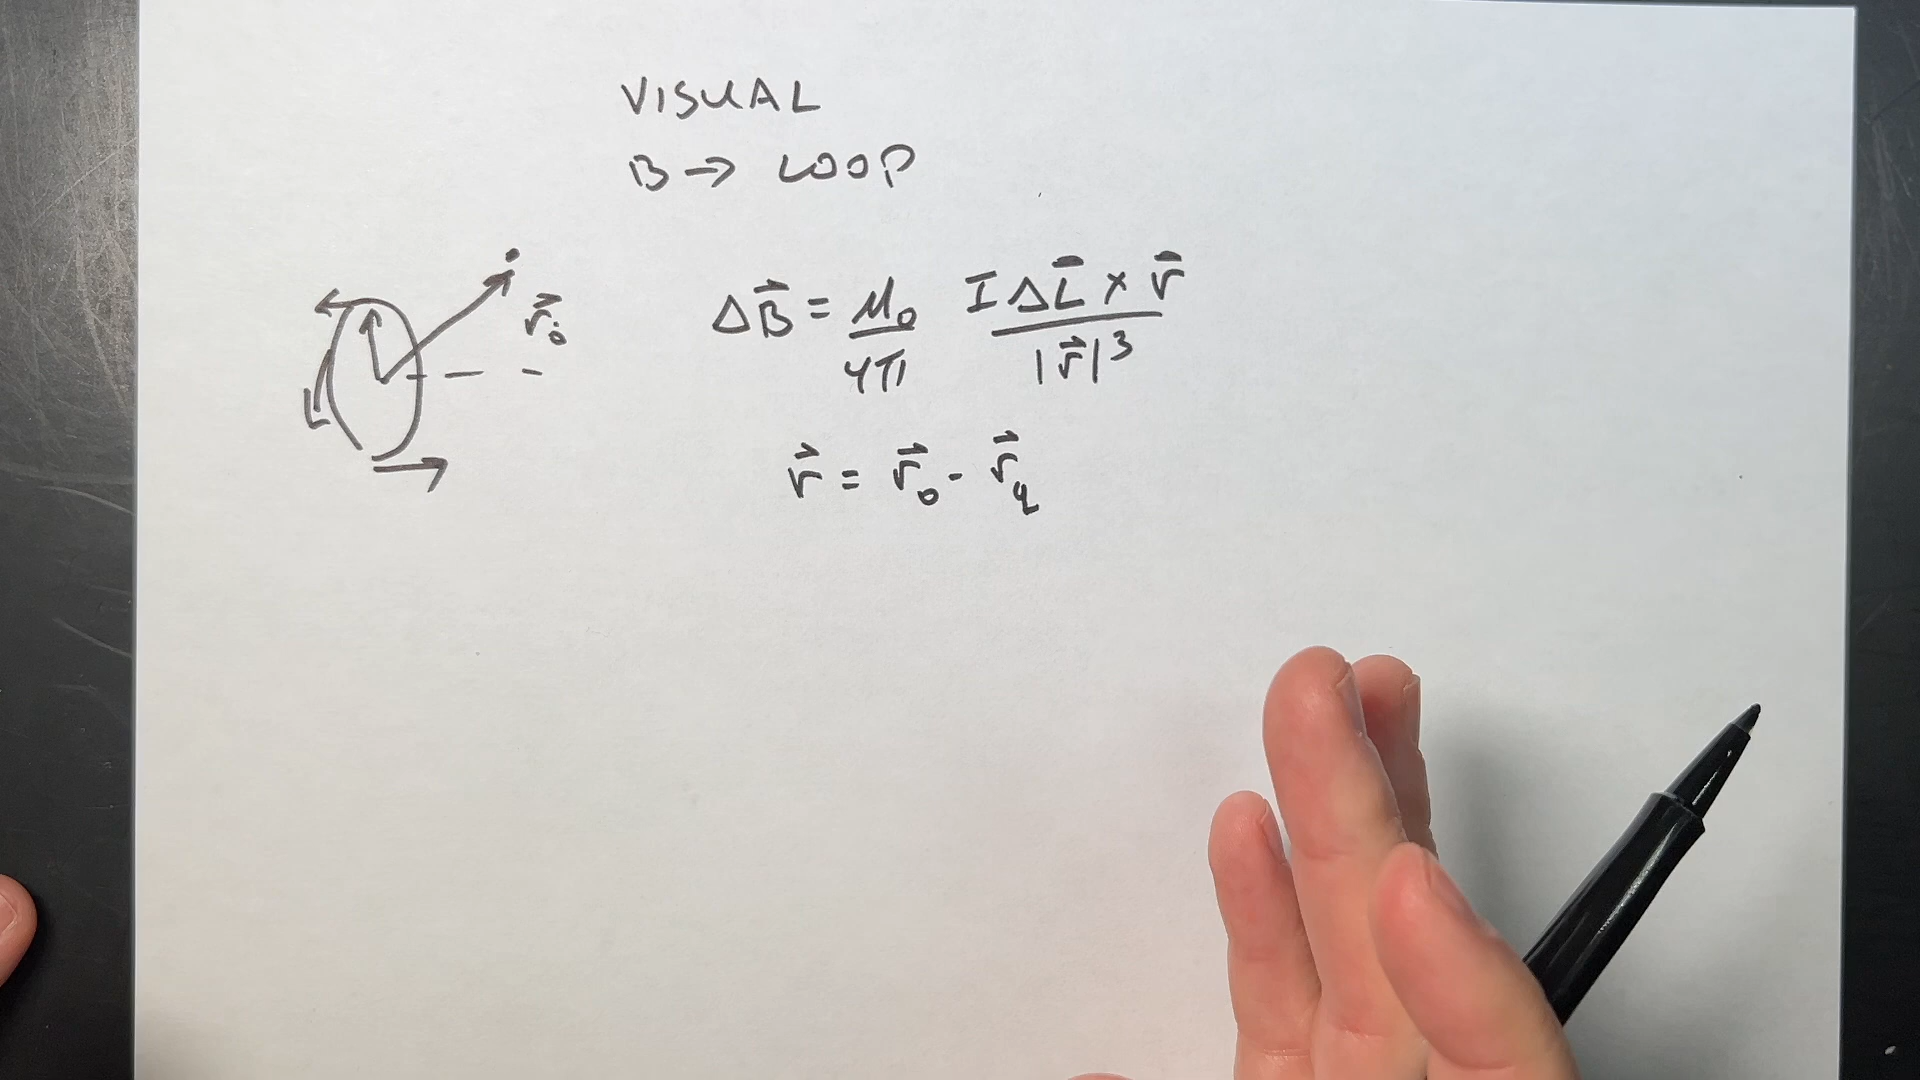 VISUAL
B → LOOP
r⃗₀
ΔB⃗ = μ₀/4π IΔL⃗ × r⃗/|r⃗|³
r⃗ = r⃗₀ - r⃗q